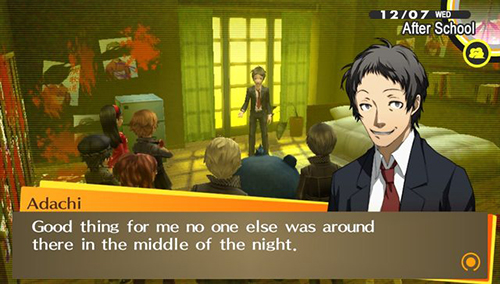 12/07 WED
After School
Adachi
Good thing for me no one else was around
there in the middle of the night.